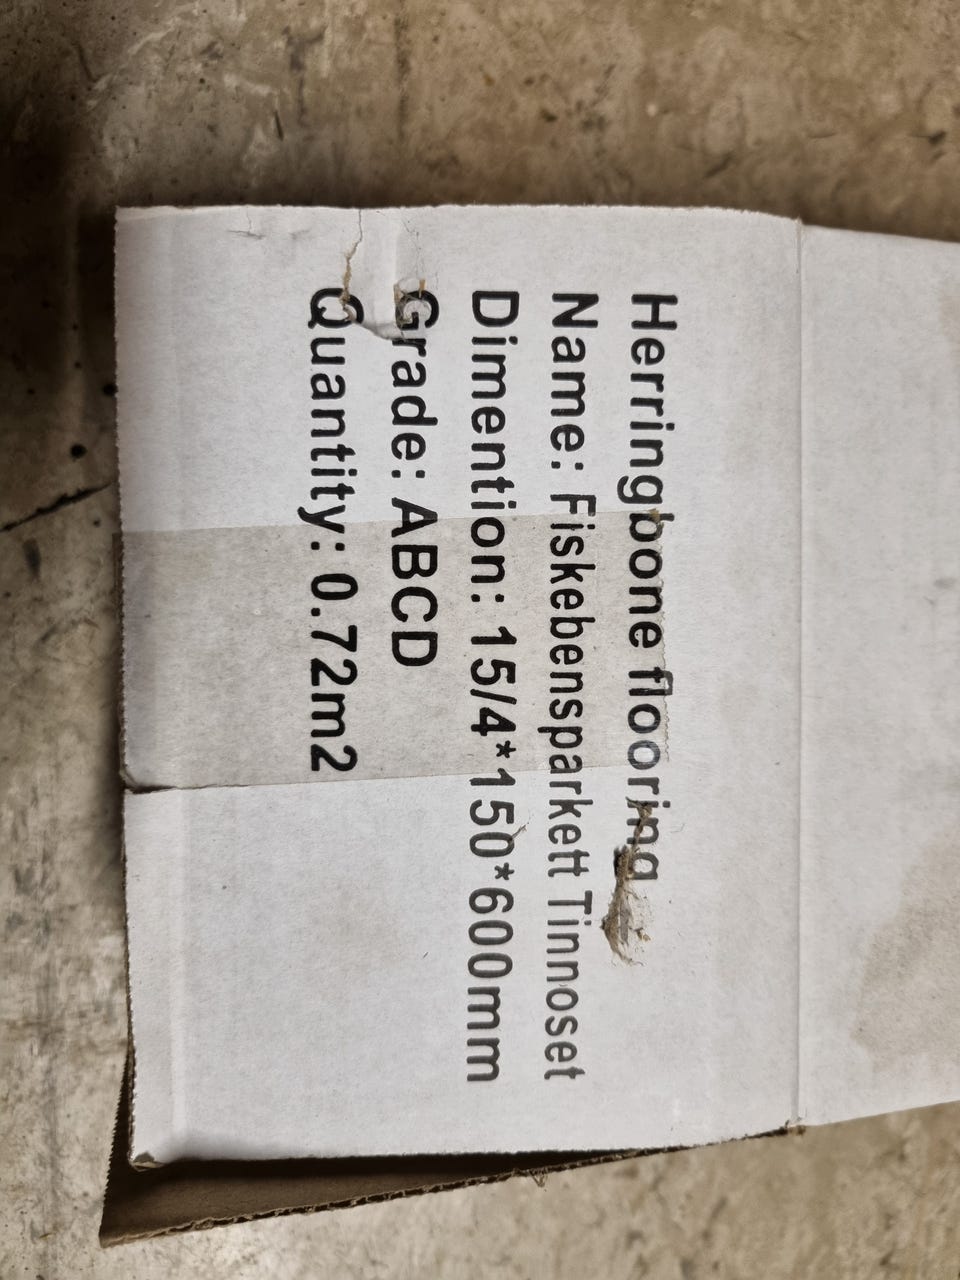 Herringbone flooring
Name: Fiskebensparkett Tinnoset
Dimention: 15/4*150*600mm
Grade: ABCD
Quantity: 0.72m2